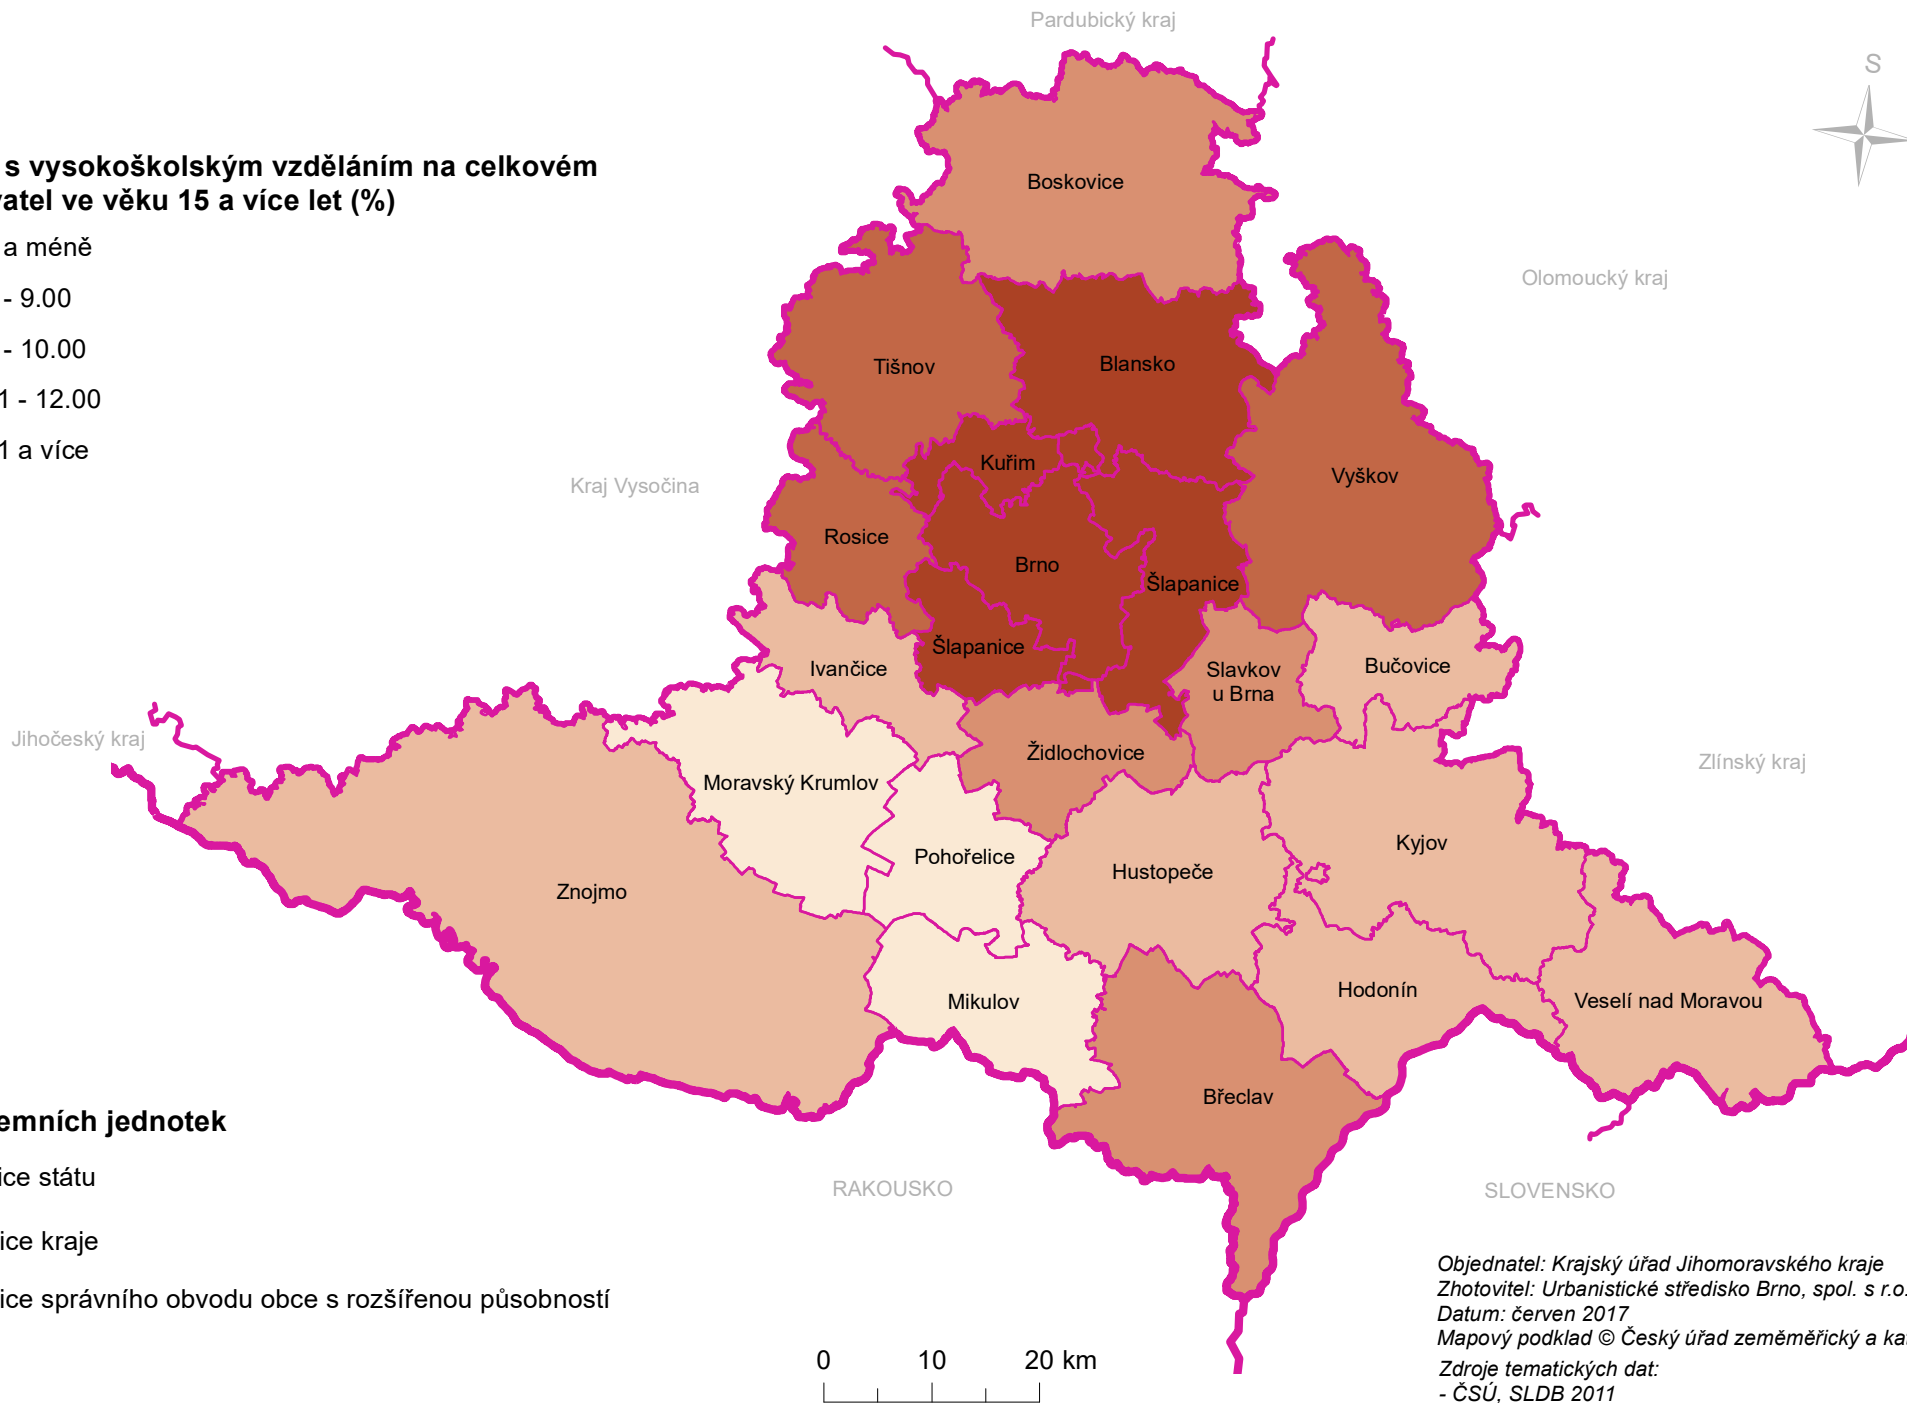 Pardubický kraj
S
s vysokoškolským vzděláním na celkovém
vatel ve věku 15 a více let (%)
a méně
- 9.00
- 10.00
1 - 12.00
1 a více
Boskovice
Olomoucký kraj
Tišnov
Blansko
Kuřim
Vyškov
Kraj Vysočina
Rosice
Brno
Šlapanice
Šlapanice
Ivančice
Slavkov
u Brna
Bučovice
Jihočeský kraj
Židlochovice
Zlínský kraj
Moravský Krumlov
Pohořelice
Kyjov
Hustopeče
Znojmo
Hodonín
Mikulov
Veselí nad Moravou
Břeclav
emních jednotek
ice státu
ice kraje
ice správního obvodu obce s rozšířenou působností
RAKOUSKO
SLOVENSKO
0 10 20 km
Objednatel: Krajský úřad Jihomoravského kraje
Zhotovitel: Urbanistické středisko Brno, spol. s r.o.
Datum: červen 2017
Mapový podklad © Český úřad zeměměřický a kat
Zdroje tematických dat:
- ČSÚ, SLDB 2011